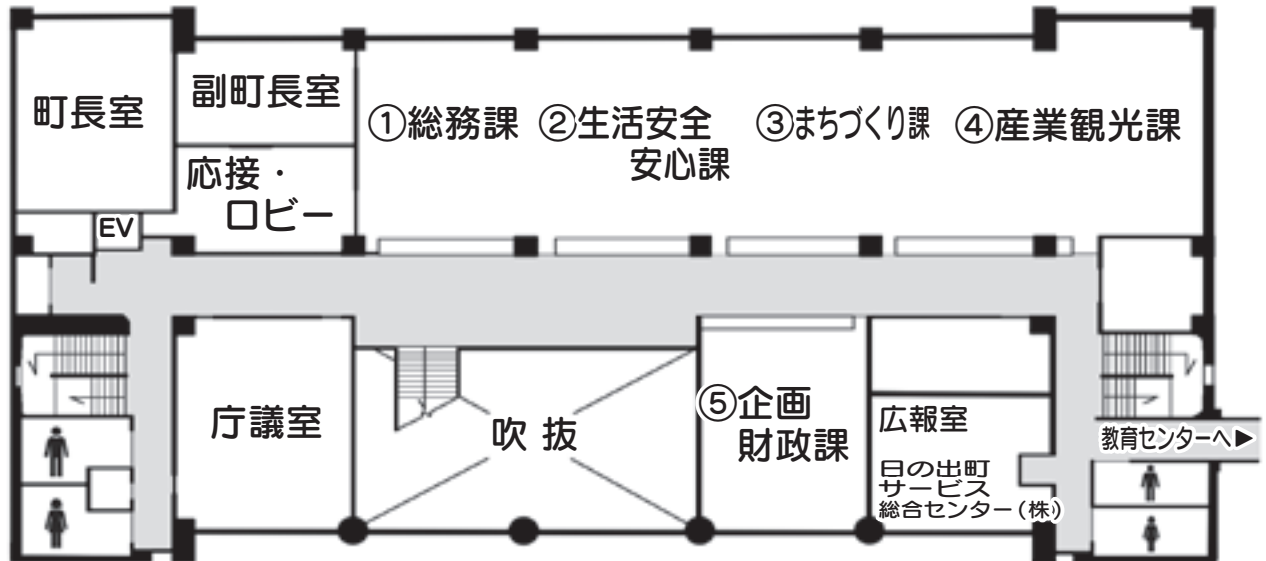 町長室
副町長室
①総務課
②生活安全
安心課
③まちづくり課
④産業観光課
応接・
ロビー
EV
庁議室
吹抜
⑤企画
財政課
広報室
日の出町
サービス
総合センター(株)
教育センターへ▶